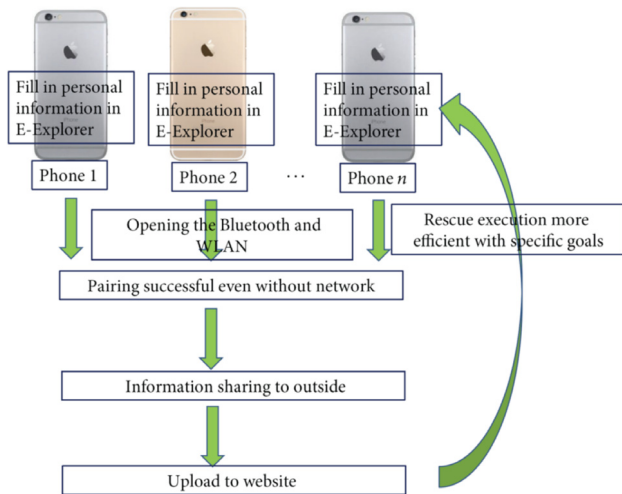 Fill in personal
information in
E-Explorer
Fill in personal
information in
E-Explorer
Fill in personal
information in
E-Explorer
Phone 1
Phone 2
...
Phone n
Opening the Bluetooth and
WLAN
Rescue execution more
efficient with specific goals
Pairing successful even without network
Information sharing to outside
Upload to website